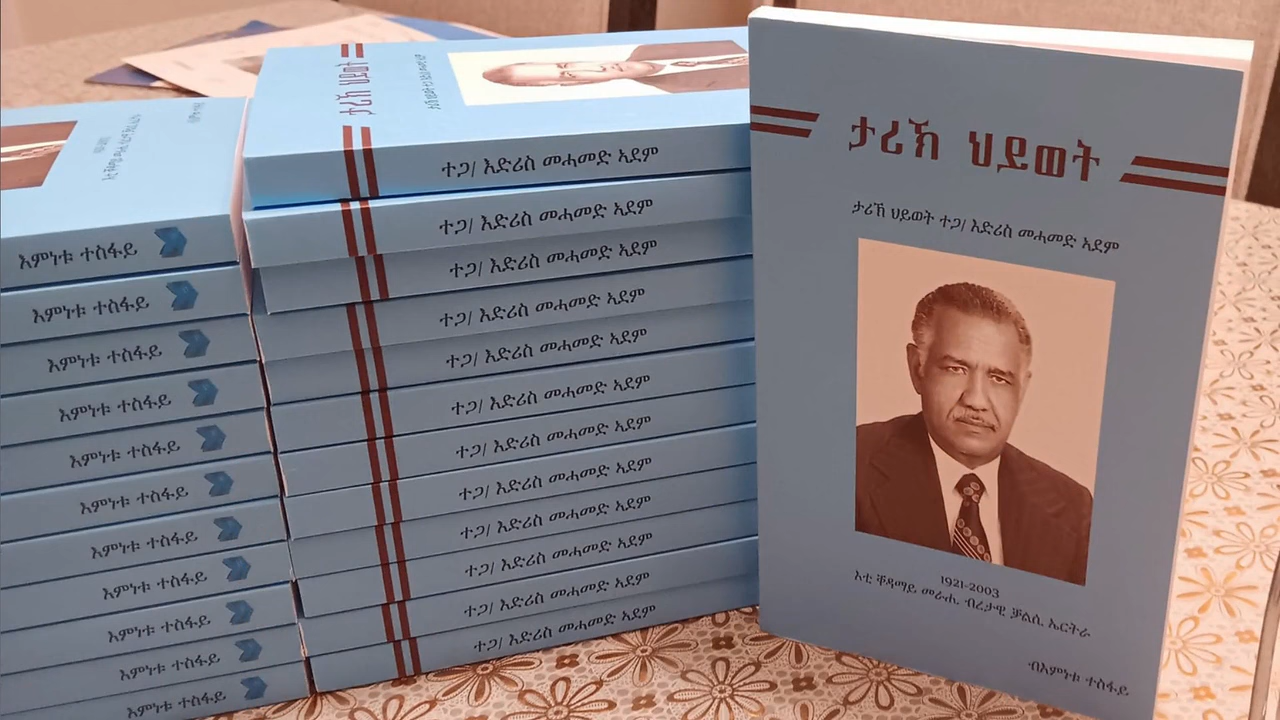 እምነቱ ተስፋይ
እምነቱ ተስፋይ
እምነቱ ተስፋይ
እምነቱ ተስፋይ
እምነቱ ተስፋይ
እምነቱ ተስፋይ
እምነቱ ተስፋይ
እምነቱ ተስፋይ
እምነቱ ተስፋይ
እምነቱ ተስፋይ
እምነቱ ተስፋይ
ታሪኽ ህይወት
ተጋ/ እድሪስ መሓመድ ኣደም
ተጋ/ እድሪስ መሓመድ ኣደም
ተጋ/ እድሪስ መሓመድ ኣደም
ተጋ/ እድሪስ መሓመድ ኣደም
ተጋ/ እድሪስ መሓመድ ኣደም
ተጋ/ እድሪስ መሓመድ ኣደም
ተጋ/ እድሪስ መሓመድ ኣደም
ተጋ/ እድሪስ መሓመድ ኣደም
ተጋ/ እድሪስ መሓመድ ኣደም
ተጋ/ እድሪስ መሓመድ ኣደም
ተጋ/ እድሪስ መሓመድ ኣደም
ተጋ/ እድሪስ መሓመድ ኣደም
ታሪኽ ህይወት
ታሪኽ ህይወት ተጋ/ እድሪስ መሓመድ ኣደም
1921-2003
እቲ ቐዳማይ መራሒ ብረታዊ ቓልሲ ኤርትራ
ብእምነቱ ተስፋይ